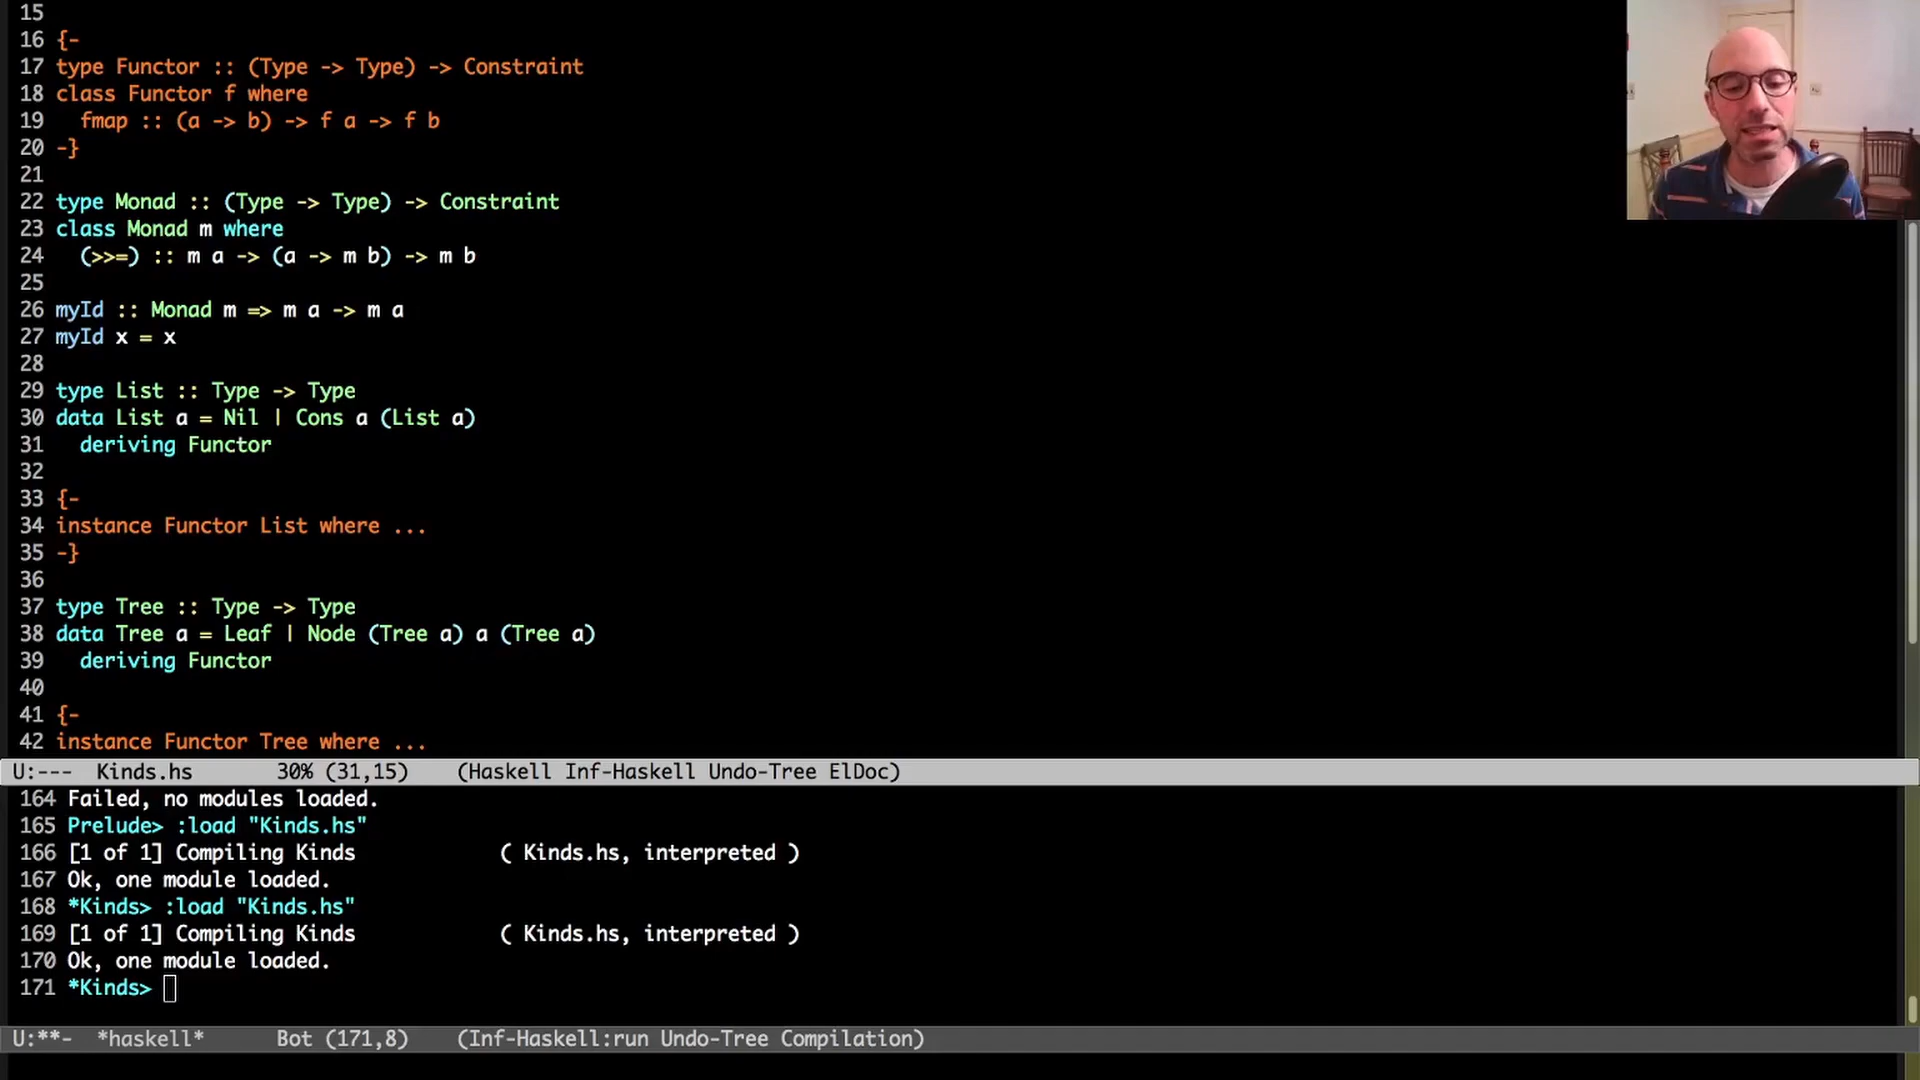 15
16 {-
17 type Functor :: (Type -> Type) -> Constraint
18 class Functor f where
19   fmap :: (a -> b) -> f a -> f b
20 -}
21
22 type Monad :: (Type -> Type) -> Constraint
23 class Monad m where
24   (>>=) :: m a -> (a -> m b) -> m b
25
26 myId :: Monad m => m a -> m a
27 myId x = x
28
29 type List :: Type -> Type
30 data List a = Nil | Cons a (List a)
31   deriving Functor
32
33 {-
34 instance Functor List where ...
35 -}
36
37 type Tree :: Type -> Type
38 data Tree a = Leaf | Node (Tree a) a (Tree a)
39   deriving Functor
40
41 {-
42 instance Functor Tree where ...
U:---  Kinds.hs       30% (31,15)    (Haskell Inf-Haskell Undo-Tree ElDoc)
164 Failed, no modules loaded.
165 Prelude> :load "Kinds.hs"
166 [1 of 1] Compiling Kinds            ( Kinds.hs, interpreted )
167 Ok, one module loaded.
168 *Kinds> :load "Kinds.hs"
169 [1 of 1] Compiling Kinds            ( Kinds.hs, interpreted )
170 Ok, one module loaded.
171 *Kinds>
U:**-  *haskell*      Bot (171,8)    (Inf-Haskell:run Undo-Tree Compilation)